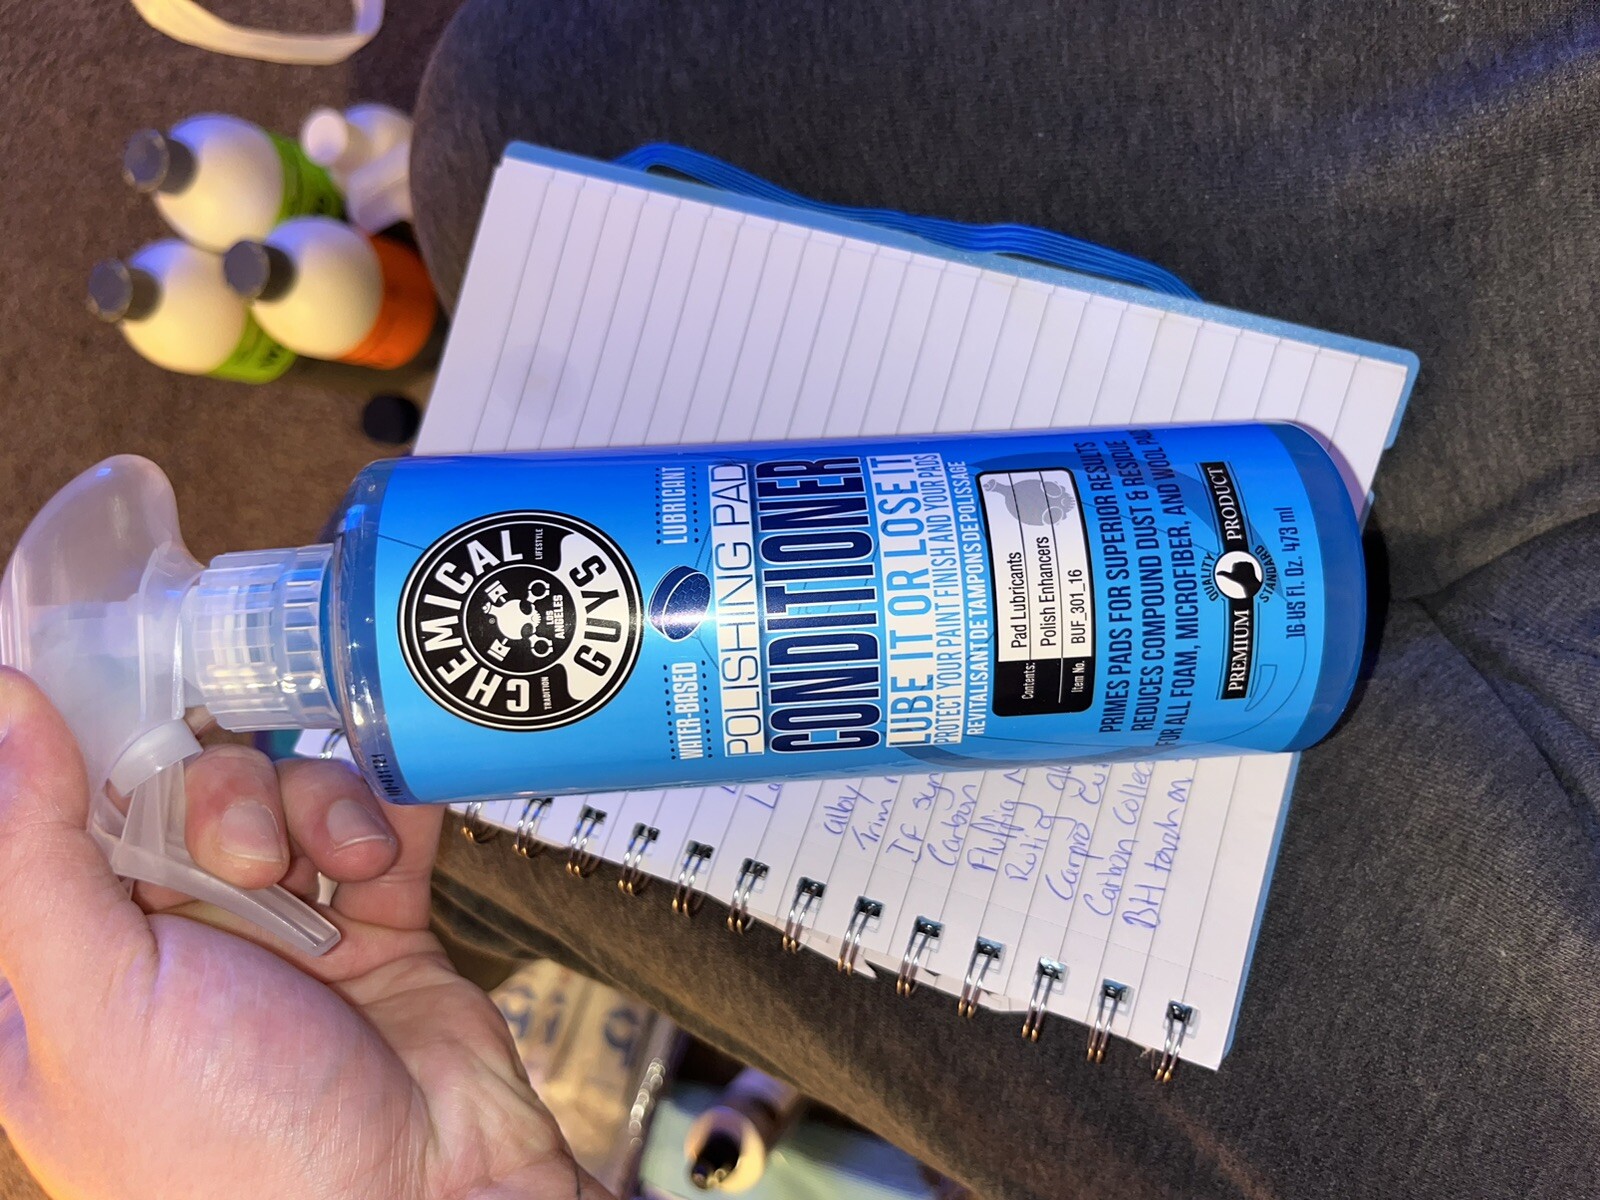 CHEMICAL GUYS
TRADITION
LOS ANGELES
LIFESTYLE
WATER-BASED LUBRICANT
POLISHING PAD
CONDITIONER
LUBE IT OR LOSE IT
PROTECT YOUR PAINT FINISH AND YOUR PADS
REVITALISANT DE TAMPONS DE POLISSAGE
Contents: Pad Lubricants
Polish Enhancers
Item No. BUF_301_16
PRIMES PADS FOR SUPERIOR RESULTS
REDUCES COMPOUND DUST & RESIDUE
FOR ALL FOAM, MICROFIBER, AND WOOL PADS
QUALITY
PREMIUM PRODUCT
STANDARD
16 US Fl. Oz. 473 ml
Trim
If
Carbon
Carpro
Carbon Collec
BH touch on